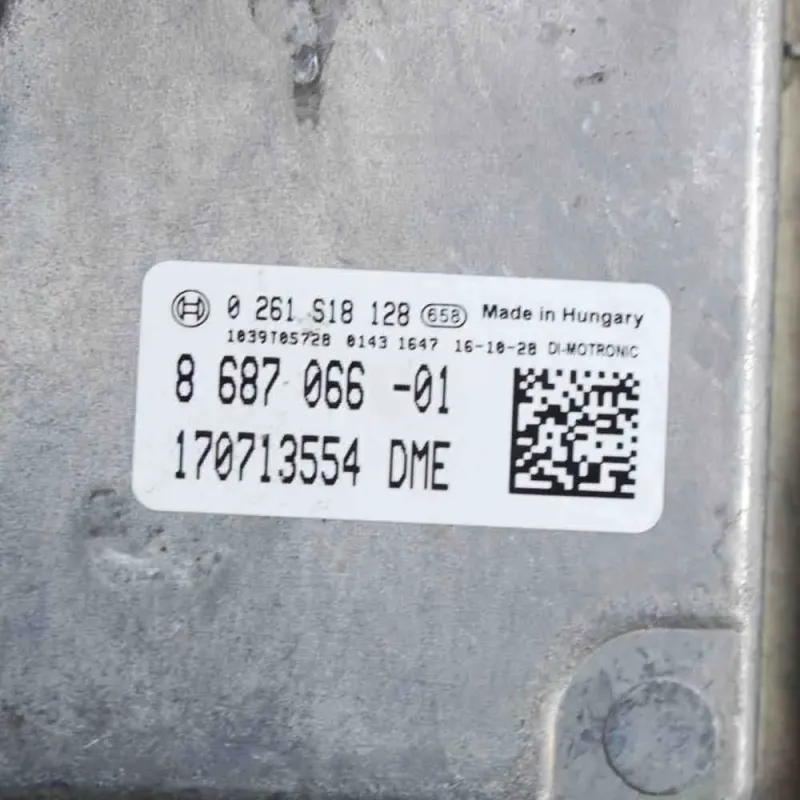 0 261 S18 128 658 Made in Hungary
1039T05728 0143 1647 16-10-28 DI-MOTRONIC
8 687 066 -01
170713554 DME